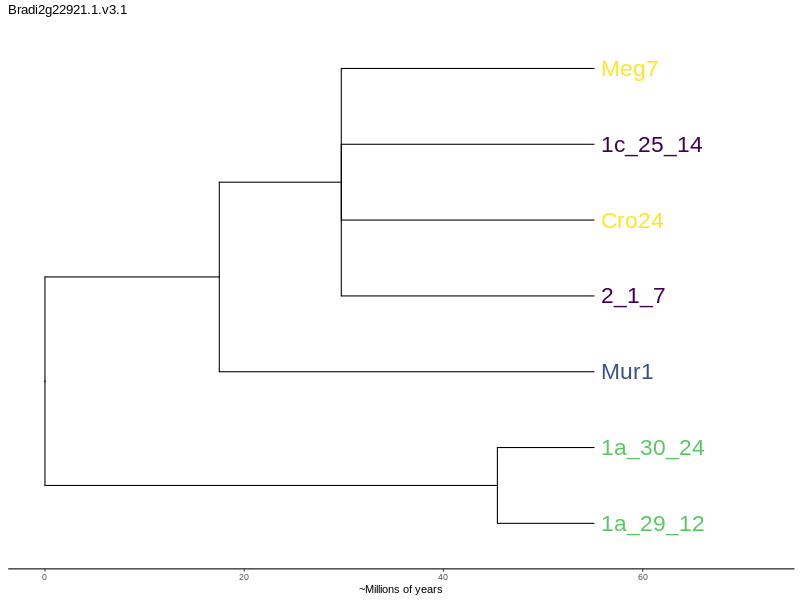 Bradi2g22921.1.v3.1
Meg7
1c_25_14
Cro24
2_1_7
Mur1
1a_30_24
1a_29_12
0 20 40 60
~Millions of years